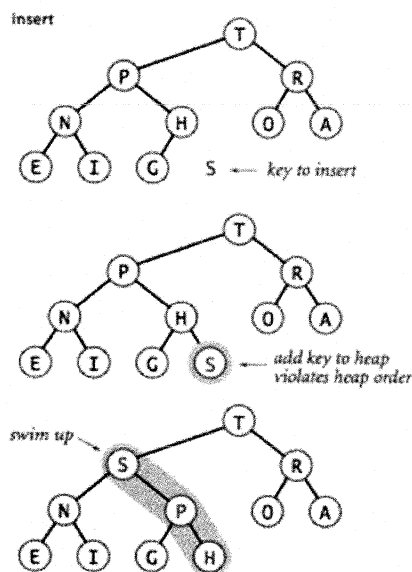 insert
T
P R
N H O A
E I G S ← key to insert
T
P R
N H O A
E I G S
add key to heap
violates heap order
swim up
T
S R
N P O A
E I G H